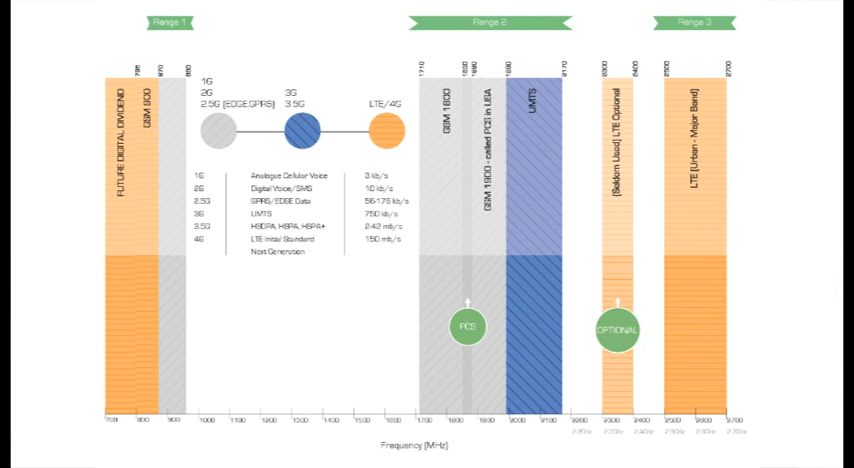 Range 1
Range 2
Range 3
795
870
960
1710
1850
1880
1980
2170
2300
2400
2500
2700
1G
2G
2.5G (EDGE,GPRS)
3G
3.5G
LTE/4G
FUTURE DIGITAL DIVIDEND
GSM 900
GSM 1800
GSM 1900 - called PCS in USA
UMTS
(Seldom Used) LTE Optional
LTE (Urban - Major Band)
1G Analogue Cellular Voice 3 kb/s
2G Digital Voice/SMS 10 kb/s
2.5G GPRS/EDGE Data 56-176 kb/s
3G UMTS 750 kb/s
3.5G HSDPA, HSPA, HSPA+ 2-42 mb/s
4G LTE Initial Standard 150 mb/s
Next Generation
PCS
OPTIONAL
700 800 900 1000 1100 1200 1300 1400 1500 1600 1700 1800 1900 2000 2100 2200 2300 2400 2500 2600 2700
Frequency [MHz]